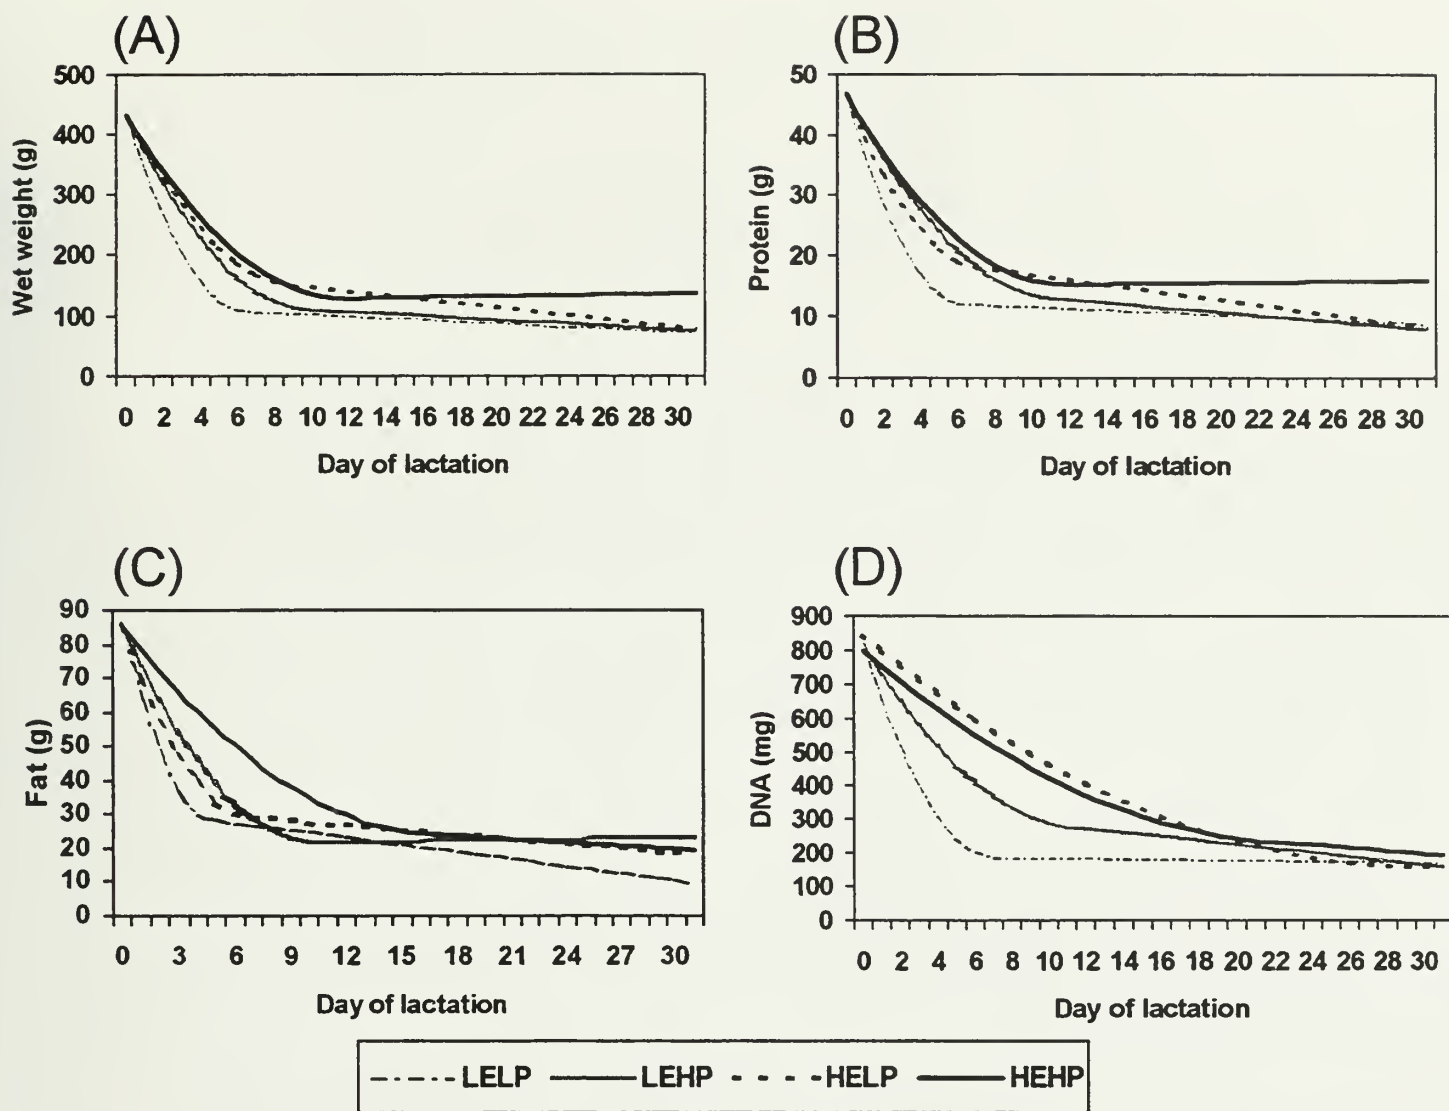 (A)
500
400
300
200
100
0
Wet weight (g)
0 2 4 6 8 10 12 14 16 18 20 22 24 26 28 30
Day of lactation
(B)
50
40
30
20
10
0
Protein (g)
0 2 4 6 8 10 12 14 16 18 20 22 24 26 28 30
Day of lactation
(C)
90
80
70
60
50
40
30
20
10
0
Fat (g)
0 3 6 9 12 15 18 21 24 27 30
Day of lactation
(D)
900
800
700
600
500
400
300
200
100
0
DNA (mg)
0 2 4 6 8 10 12 14 16 18 20 22 24 26 28 30
Day of lactation
LELP LEHP HELP HEHP